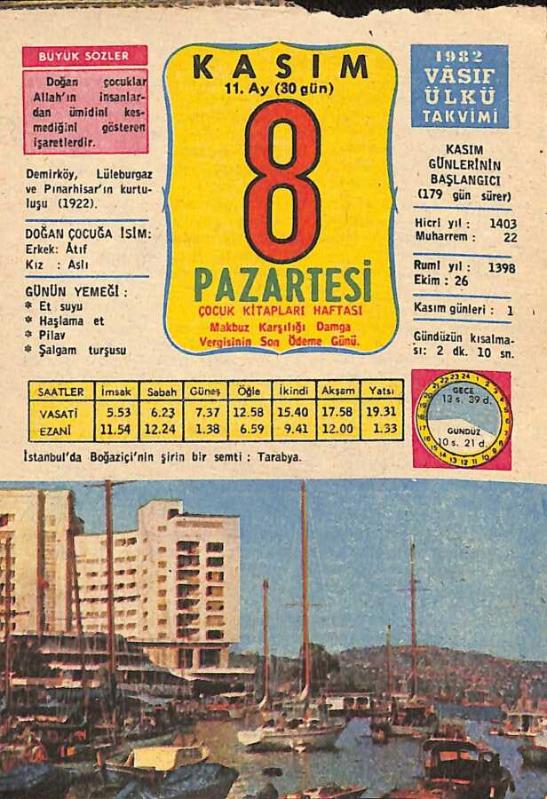 BÜYÜK SÖZLER
Doğan çocuklar
Allah'ın insanlar-
dan ümidini kes-
mediğini gösteren
işaretlerdir.
Demirköy, Lüleburgaz
ve Pınarhisar'ın kurtu-
luşu (1922).
DOĞAN ÇOCUĞA İSİM:
Erkek: Âtıf
Kız : Aslı
GÜNÜN YEMEĞİ :
* Et suyu
* Haşlama et
* Pilav
* Şalgam turşusu
KASIM
11. Ay (30 gün)
8
PAZARTESİ
ÇOCUK KİTAPLARI HAFTASI
Makbuz Karşılığı Damga
Vergisinin Son Ödeme Günü.
1982
VÂSIF
ÜLKÜ
TAKVİMİ
KASIM
GÜNLERİNİN
BAŞLANGICI
(179 gün sürer)
Hicri yıl : 1403
Muharrem : 22
Rumî yıl : 1398
Ekim : 26
Kasım günleri : 1
Gündüzün kısalma-
sı: 2 dk. 10 sn.
SAATLER İmsak Sabah Güneş Öğle İkindi Akşam Yatsı
VASATİ 5.53 6.23 7.37 12.58 15.40 17.58 19.31
EZANİ 11.54 12.24 1.38 6.59 9.41 12.00 1.33
GECE
13 s. 39 d.
GÜNDÜZ
10 s. 21 d.
İstanbul'da Boğaziçi'nin şirin bir semti : Tarabya.